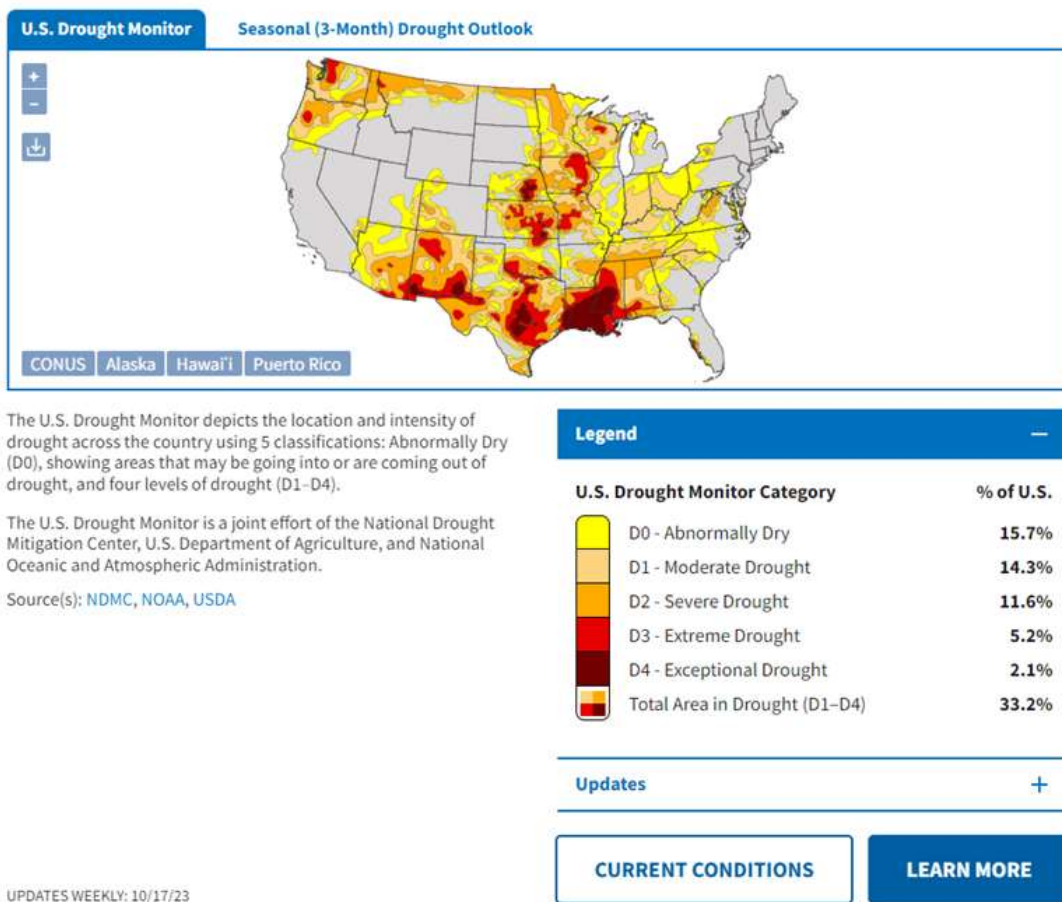 U.S. Drought Monitor
Seasonal (3-Month) Drought Outlook
+
−
CONUS
Alaska
Hawaiʻi
Puerto Rico
The U.S. Drought Monitor depicts the location and intensity of
drought across the country using 5 classifications: Abnormally Dry
(D0), showing areas that may be going into or are coming out of
drought, and four levels of drought (D1–D4).
The U.S. Drought Monitor is a joint effort of the National Drought
Mitigation Center, U.S. Department of Agriculture, and National
Oceanic and Atmospheric Administration.
Source(s): NDMC, NOAA, USDA
UPDATES WEEKLY: 10/17/23
Legend −
U.S. Drought Monitor Category % of U.S.
D0 - Abnormally Dry 15.7%
D1 - Moderate Drought 14.3%
D2 - Severe Drought 11.6%
D3 - Extreme Drought 5.2%
D4 - Exceptional Drought 2.1%
Total Area in Drought (D1–D4) 33.2%
Updates +
CURRENT CONDITIONS
LEARN MORE